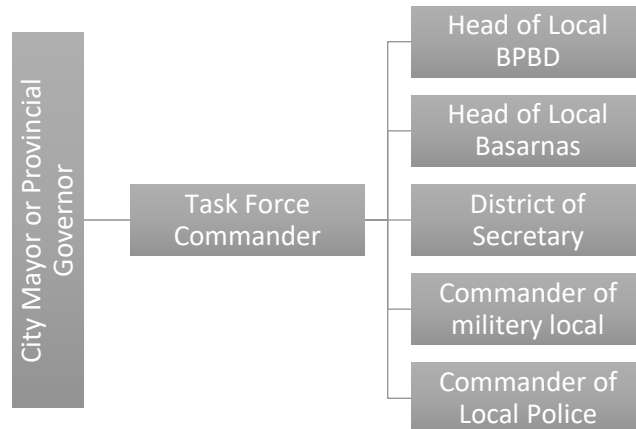 City Mayor or Provincial
Governor
Task Force
Commander
Head of Local
BPBD
Head of Local
Basarnas
District of
Secretary
Commander of
militery local
Commander of
Local Police